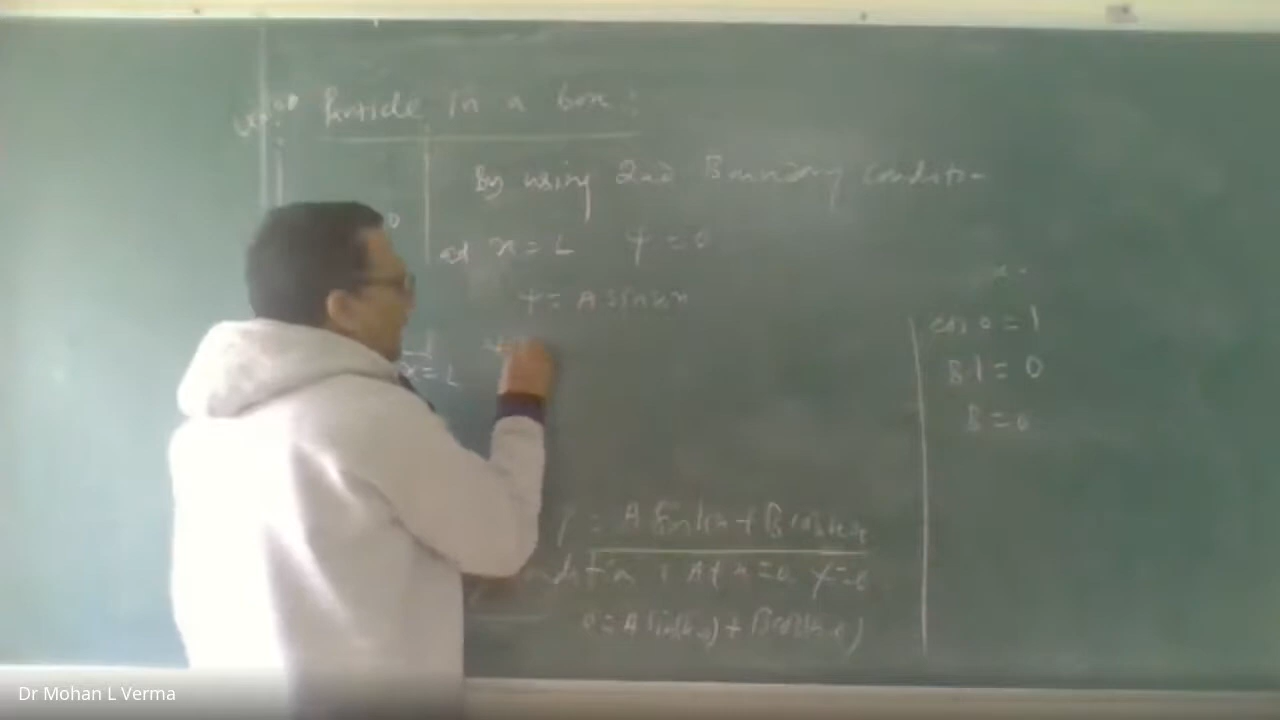 Particle in a box :
By using 2nd Boundary condition
at x = L ψ = 0
ψ = A sin kx
x = L
ψ = A sin kx + B cos kx
At x = 0, ψ = 0
0 = A sin(k.0) + B cos(k.0)
cos 0 = 1
B.1 = 0
B = 0
Dr Mohan L Verma